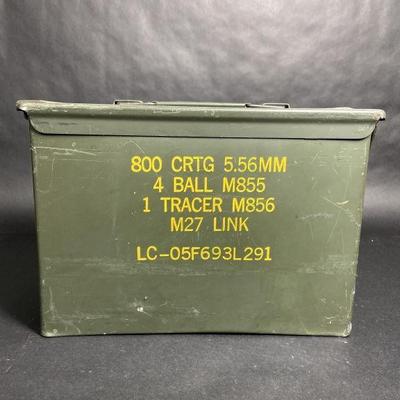 800 CRTG 5.56MM
4 BALL M855
1 TRACER M856
M27 LINK
LC-05F693L291